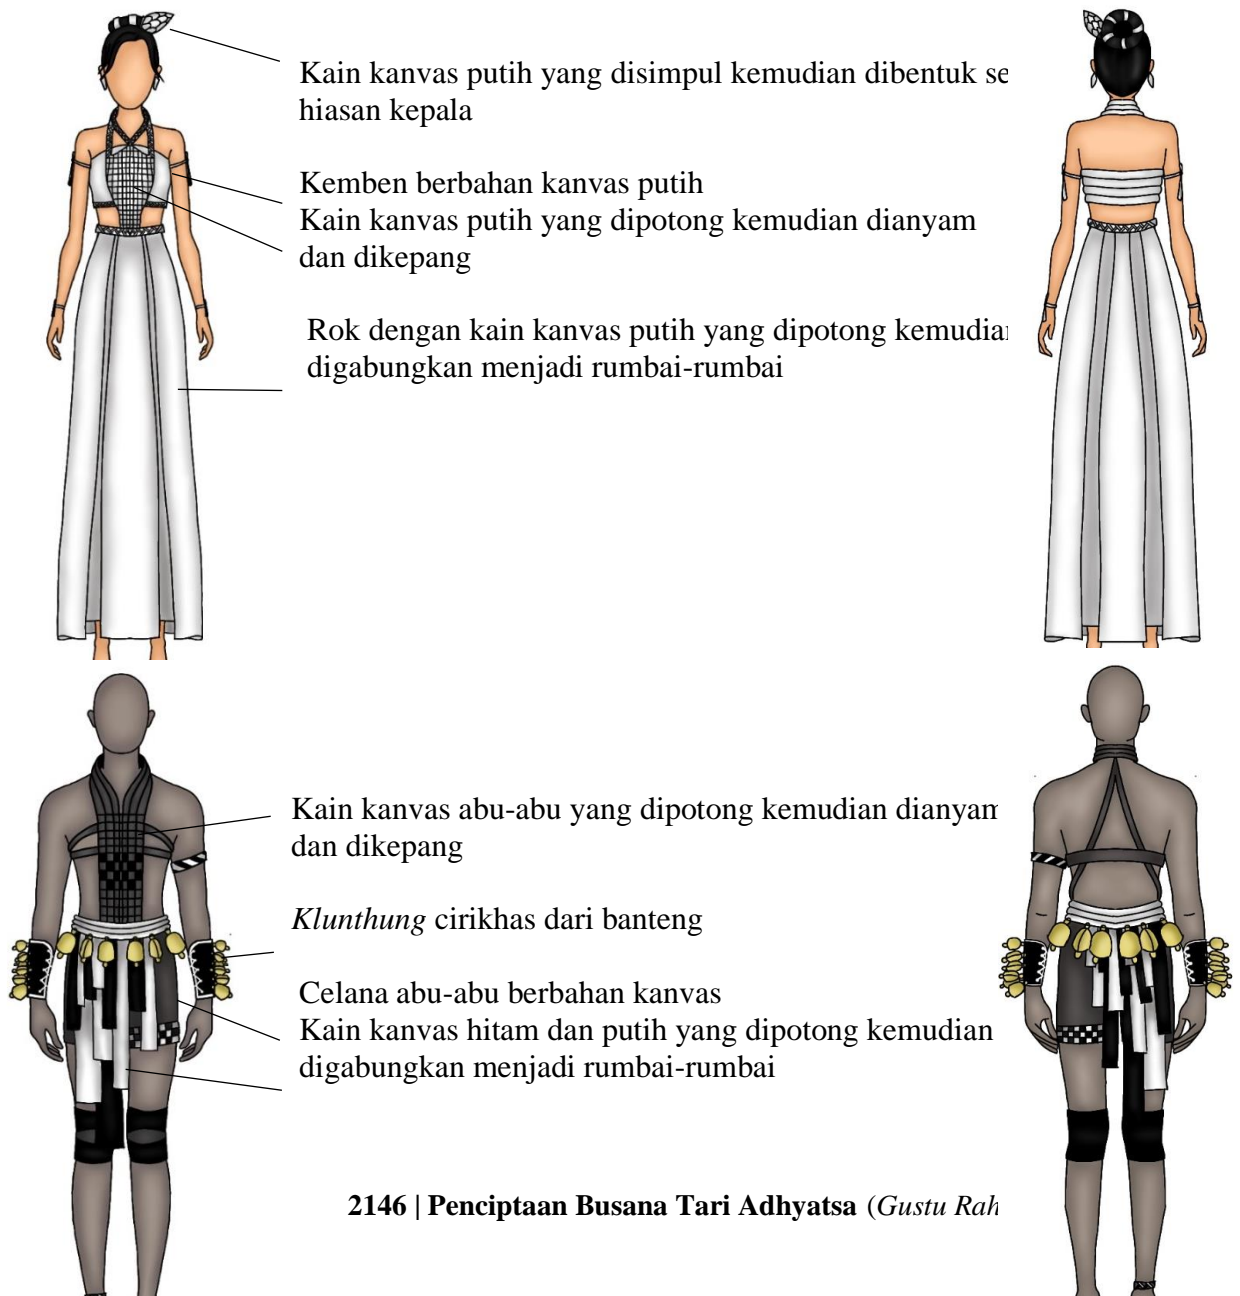 Kain kanvas putih yang disimpul kemudian dibentuk se
hiasan kepala
Kemben berbahan kanvas putih
Kain kanvas putih yang dipotong kemudian dianyam
dan dikepang
Rok dengan kain kanvas putih yang dipotong kemudian
digabungkan menjadi rumbai-rumbai
Kain kanvas abu-abu yang dipotong kemudian dianyam
dan dikepang
Klunthung cirikhas dari banteng
Celana abu-abu berbahan kanvas
Kain kanvas hitam dan putih yang dipotong kemudian
digabungkan menjadi rumbai-rumbai
2146 | Penciptaan Busana Tari Adhyatsa (Gustu Rah